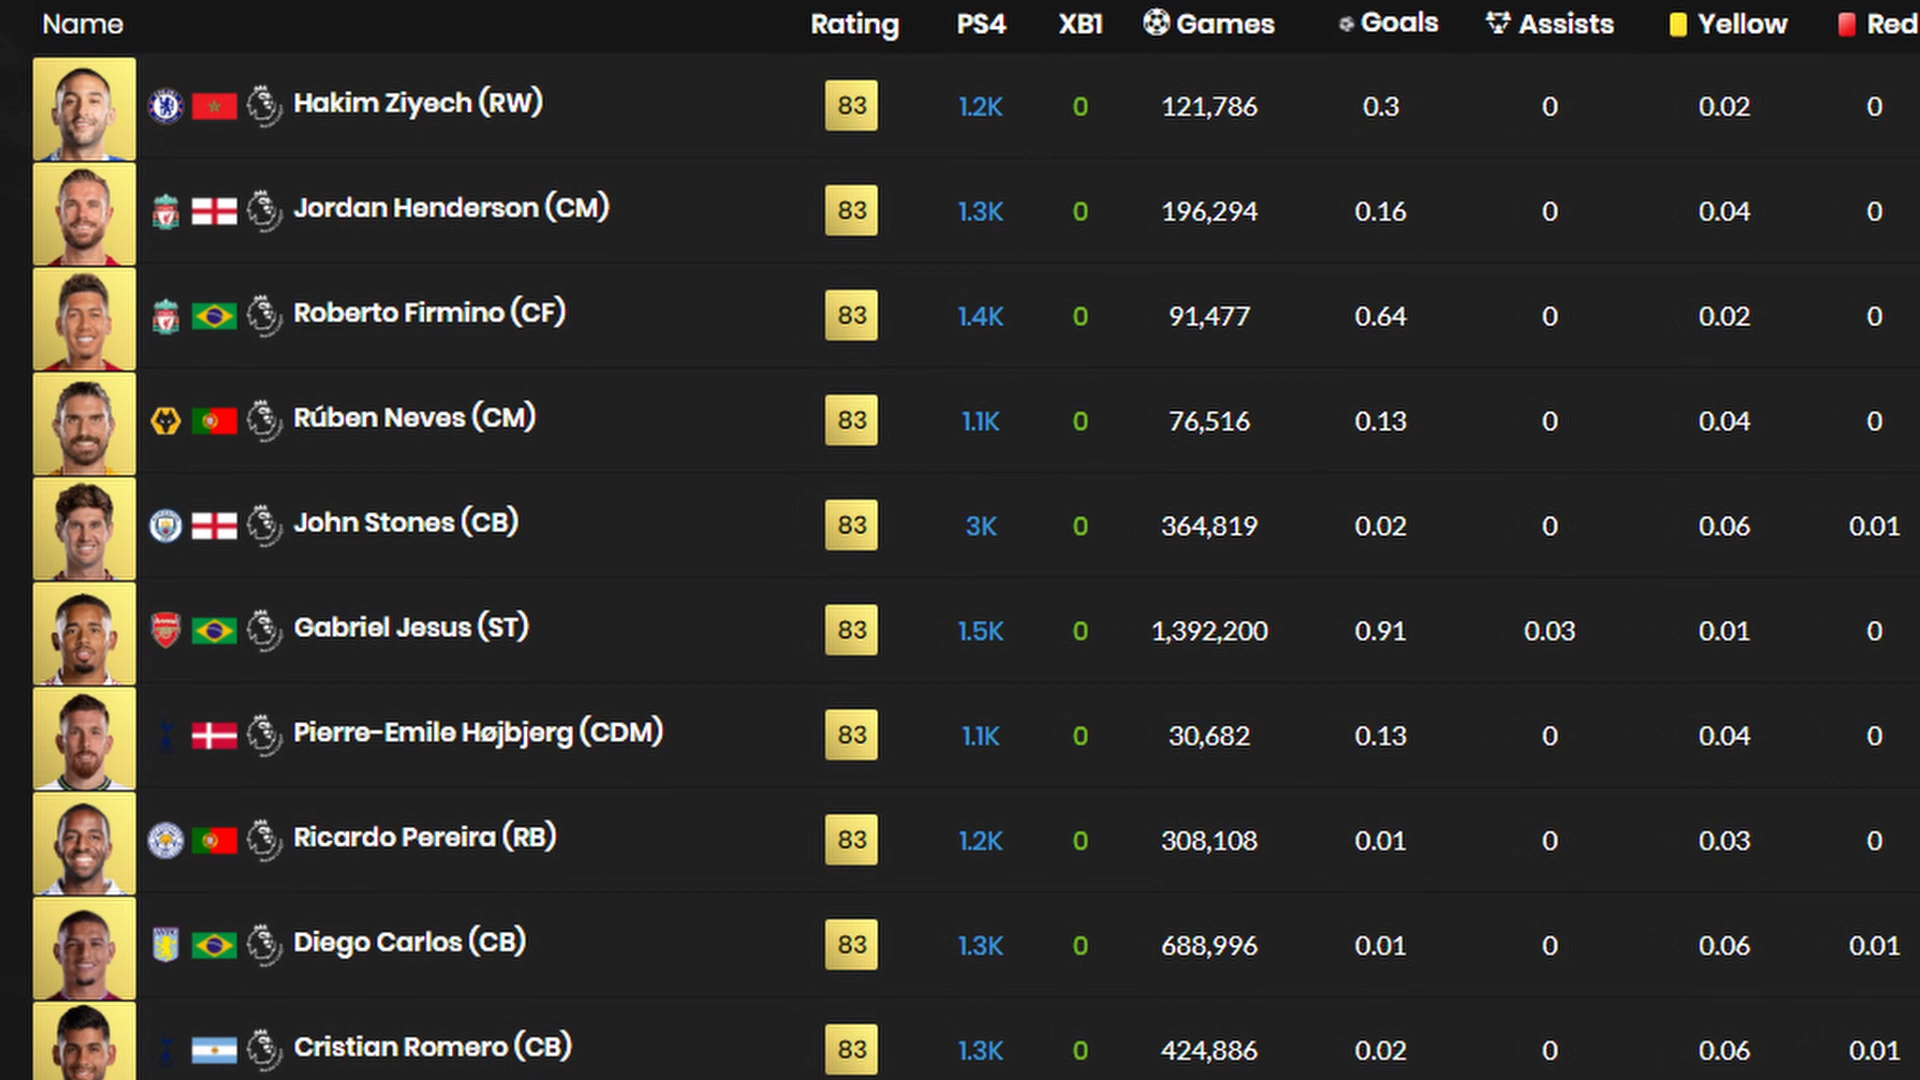 Name Rating PS4 XB1 Games Goals Assists Yellow Red
Hakim Ziyech (RW) 83 1.2K 0 121,786 0.3 0 0.02 0
Jordan Henderson (CM) 83 1.3K 0 196,294 0.16 0 0.04 0
Roberto Firmino (CF) 83 1.4K 0 91,477 0.64 0 0.02 0
Rúben Neves (CM) 83 1.1K 0 76,516 0.13 0 0.04 0
John Stones (CB) 83 3K 0 364,819 0.02 0 0.06 0.01
Gabriel Jesus (ST) 83 1.5K 0 1,392,200 0.91 0.03 0.01 0
Pierre-Emile Højbjerg (CDM) 83 1.1K 0 30,682 0.13 0 0.04 0
Ricardo Pereira (RB) 83 1.2K 0 308,108 0.01 0 0.03 0
Diego Carlos (CB) 83 1.3K 0 688,996 0.01 0 0.06 0.01
Cristian Romero (CB) 83 1.3K 0 424,886 0.02 0 0.06 0.01